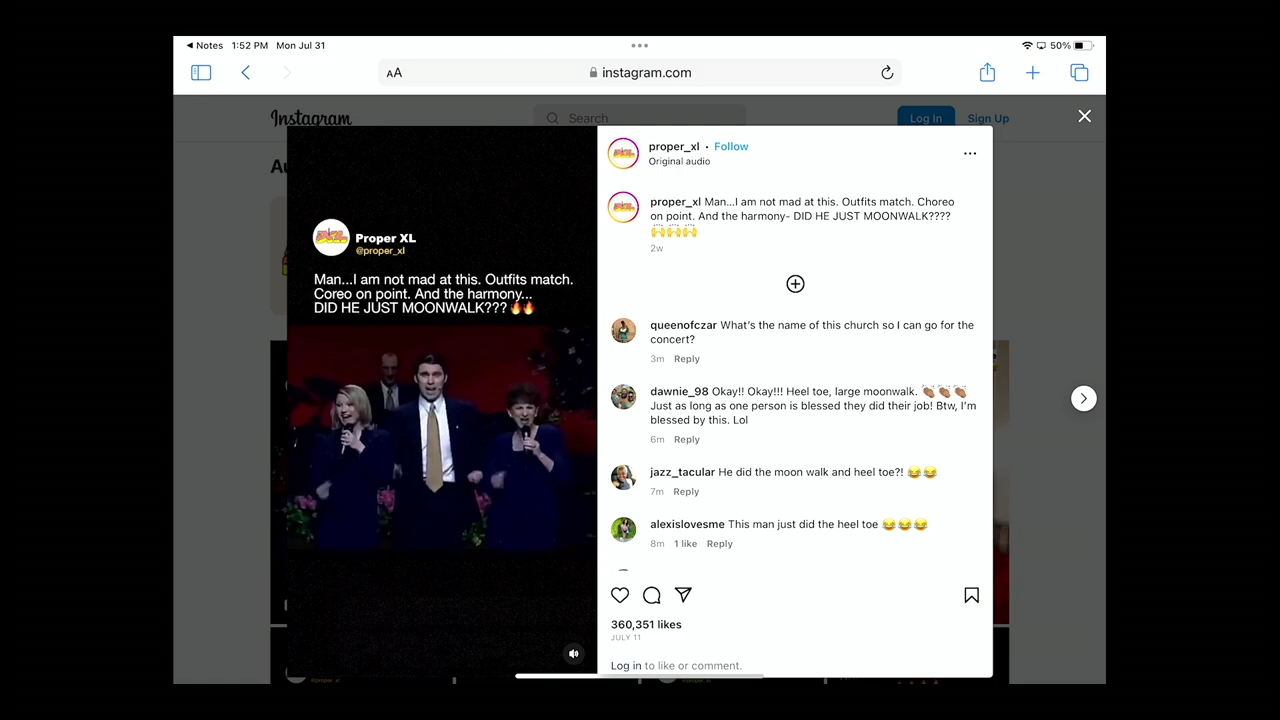 Notes 1:52 PM Mon Jul 31
50%
AA
instagram.com
Instagram
Search
Log In
Sign Up
proper_xl • Follow
Original audio
Proper XL
@proper_xl
Man...I am not mad at this. Outfits match.
Coreo on point. And the harmony...
DID HE JUST MOONWALK??? 🔥🔥
proper_xl Man...I am not mad at this. Outfits match. Choreo
on point. And the harmony- DID HE JUST MOONWALK????
🙌🙌🙌
2w
queenofczar What's the name of this church so I can go for the
concert?
3m Reply
dawnie_98 Okay!! Okay!!! Heel toe, large moonwalk. 👏🏾👏🏾👏🏾
Just as long as one person is blessed they did their job! Btw, I'm
blessed by this. Lol
6m Reply
jazz_tacular He did the moon walk and heel toe?! 😂😂
7m Reply
alexislovesme This man just did the heel toe 😂😂😂
8m 1 like Reply
360,351 likes
JULY 11
Log in to like or comment.